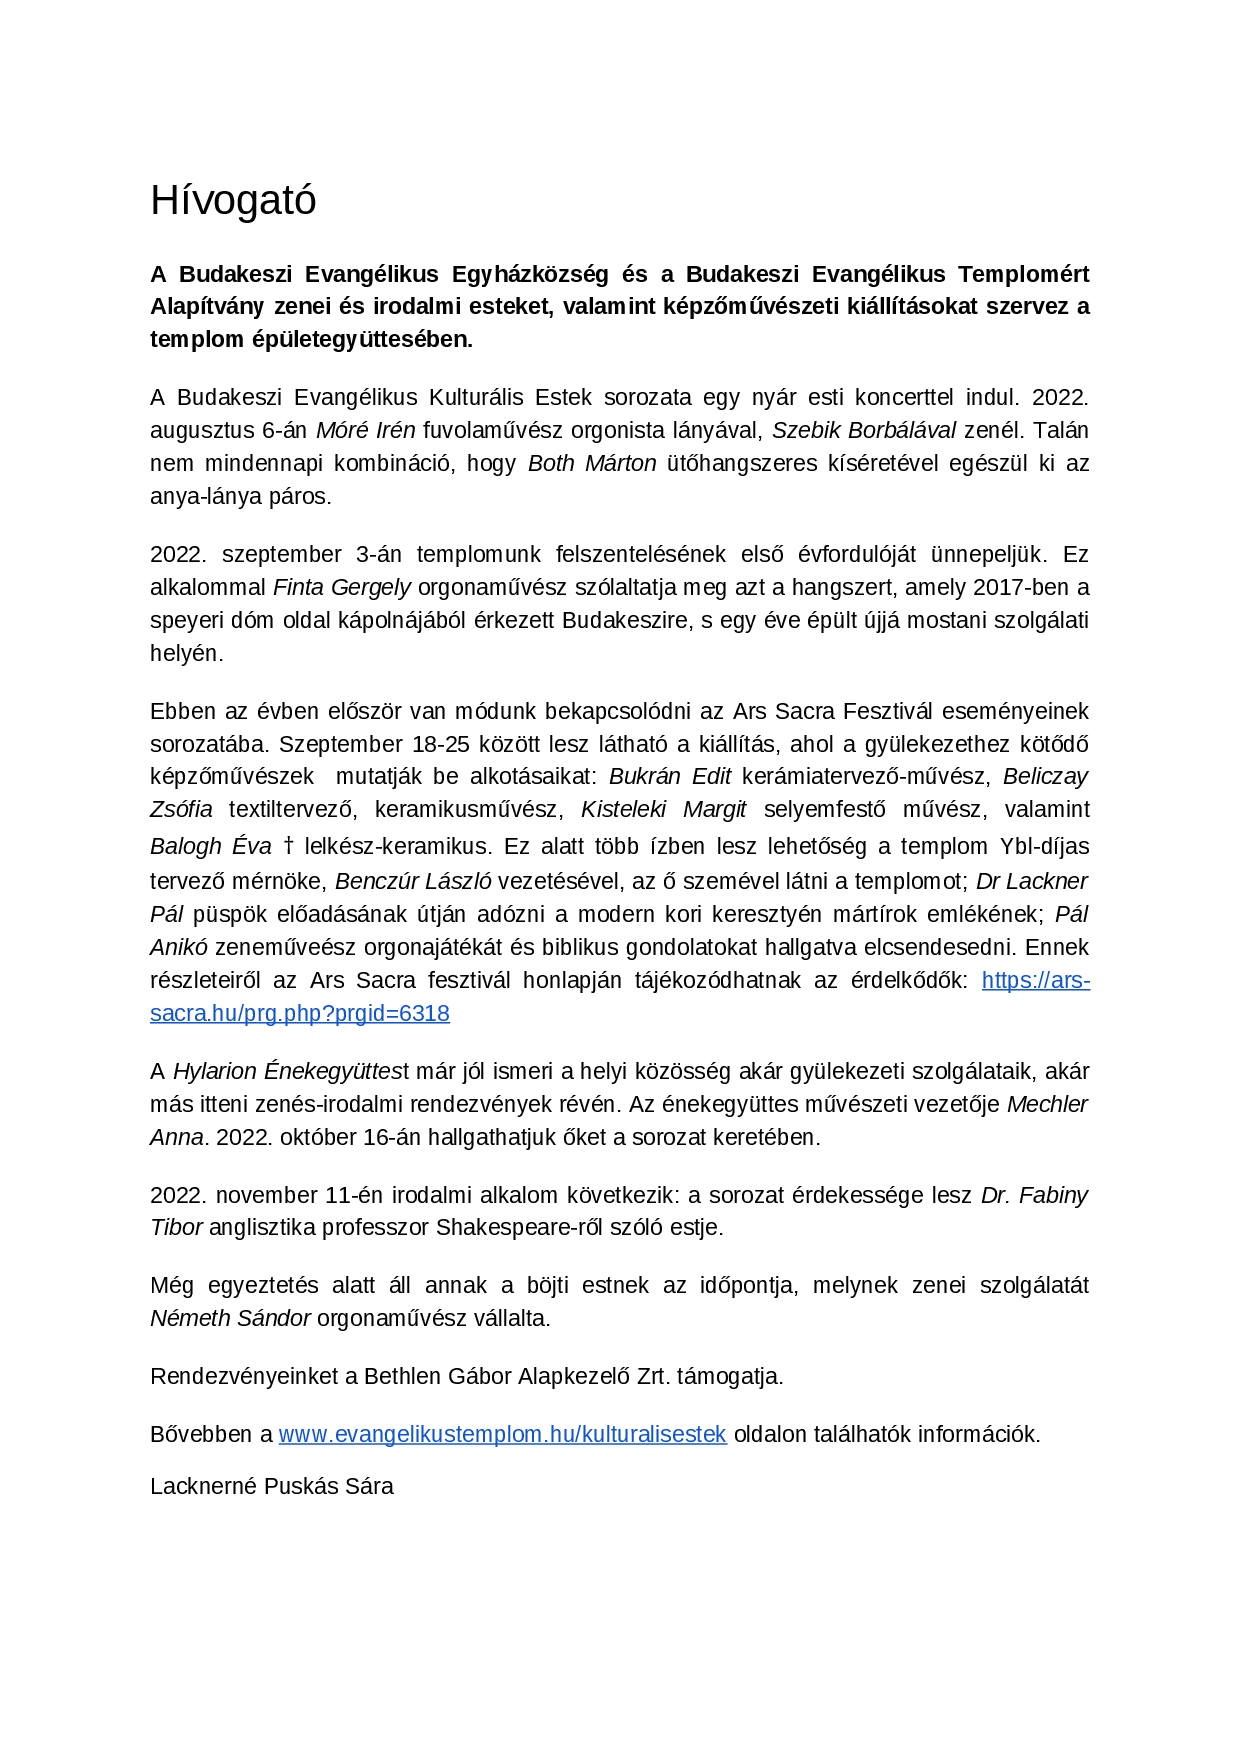 Hívogató
A Budakeszi Evangélikus Egyházközség és a Budakeszi Evangélikus Templomért
Alapítvány zenei és irodalmi esteket, valamint képzőművészeti kiállításokat szervez a
templom épületegyüttesében.
A Budakeszi Evangélikus Kulturális Estek sorozata egy nyár esti koncerttel indul. 2022.
augusztus 6-án Móré Irén fuvolaművész orgonista lányával, Szebik Borbálával zenél. Talán
nem mindennapi kombináció, hogy Both Márton ütőhangszeres kíséretével egészül ki az
anya-lánya páros.
2022. szeptember 3-án templomunk felszentelésének első évfordulóját ünnepeljük. Ez
alkalommal Finta Gergely orgonaművész szólaltatja meg azt a hangszert, amely 2017-ben a
speyeri dóm oldal kápolnájából érkezett Budakeszire, s egy éve épült újjá mostani szolgálati
helyén.
Ebben az évben először van módunk bekapcsolódni az Ars Sacra Fesztivál eseményeinek
sorozatába. Szeptember 18-25 között lesz látható a kiállítás, ahol a gyülekezethez kötődő
képzőművészek mutatják be alkotásaikat: Bukrán Edit kerámiatervező-művész, Beliczay
Zsófia textiltervező, keramikusművész, Kisteleki Margit selyemfestő művész, valamint
Balogh Éva † lelkész-keramikus. Ez alatt több ízben lesz lehetőség a templom Ybl-díjas
tervező mérnöke, Benczúr László vezetésével, az ő szemével látni a templomot; Dr Lackner
Pál püspök előadásának útján adózni a modern kori keresztyén mártírok emlékének; Pál
Anikó zeneműveész orgonajátékát és biblikus gondolatokat hallgatva elcsendesedni. Ennek
részleteiről az Ars Sacra fesztivál honlapján tájékozódhatnak az érdelkődők: https://ars-
sacra.hu/prg.php?prgid=6318
A Hylarion Énekegyüttest már jól ismeri a helyi közösség akár gyülekezeti szolgálataik, akár
más itteni zenés-irodalmi rendezvények révén. Az énekegyüttes művészeti vezetője Mechler
Anna. 2022. október 16-án hallgathatjuk őket a sorozat keretében.
2022. november 11-én irodalmi alkalom következik: a sorozat érdekessége lesz Dr. Fabiny
Tibor anglisztika professzor Shakespeare-ről szóló estje.
Még egyeztetés alatt áll annak a böjti estnek az időpontja, melynek zenei szolgálatát
Németh Sándor orgonaművész vállalta.
Rendezvényeinket a Bethlen Gábor Alapkezelő Zrt. támogatja.
Bővebben a www.evangelikustemplom.hu/kulturalisestek oldalon találhatók információk.
Lacknerné Puskás Sára